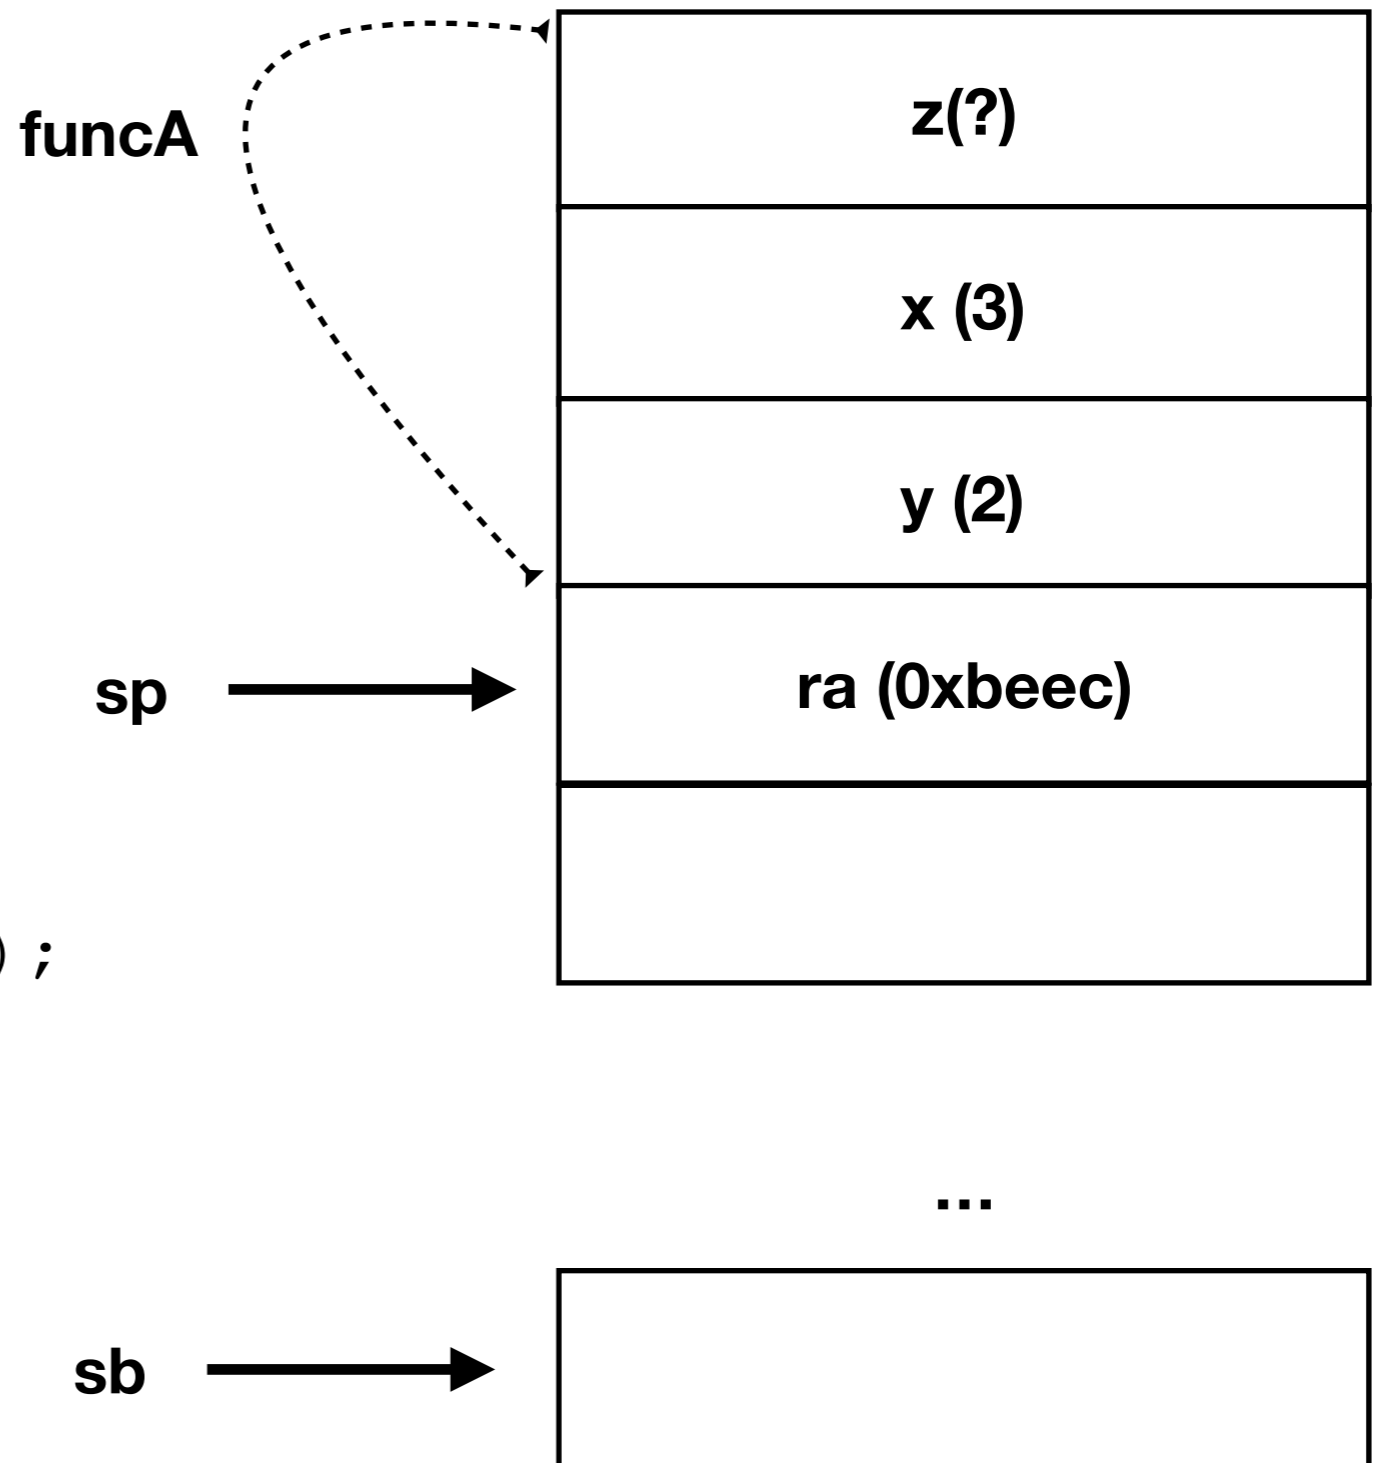 z(?)
funcA
x (3)
y (2)
sp
ra (0xbeec)
) ;
...
sb